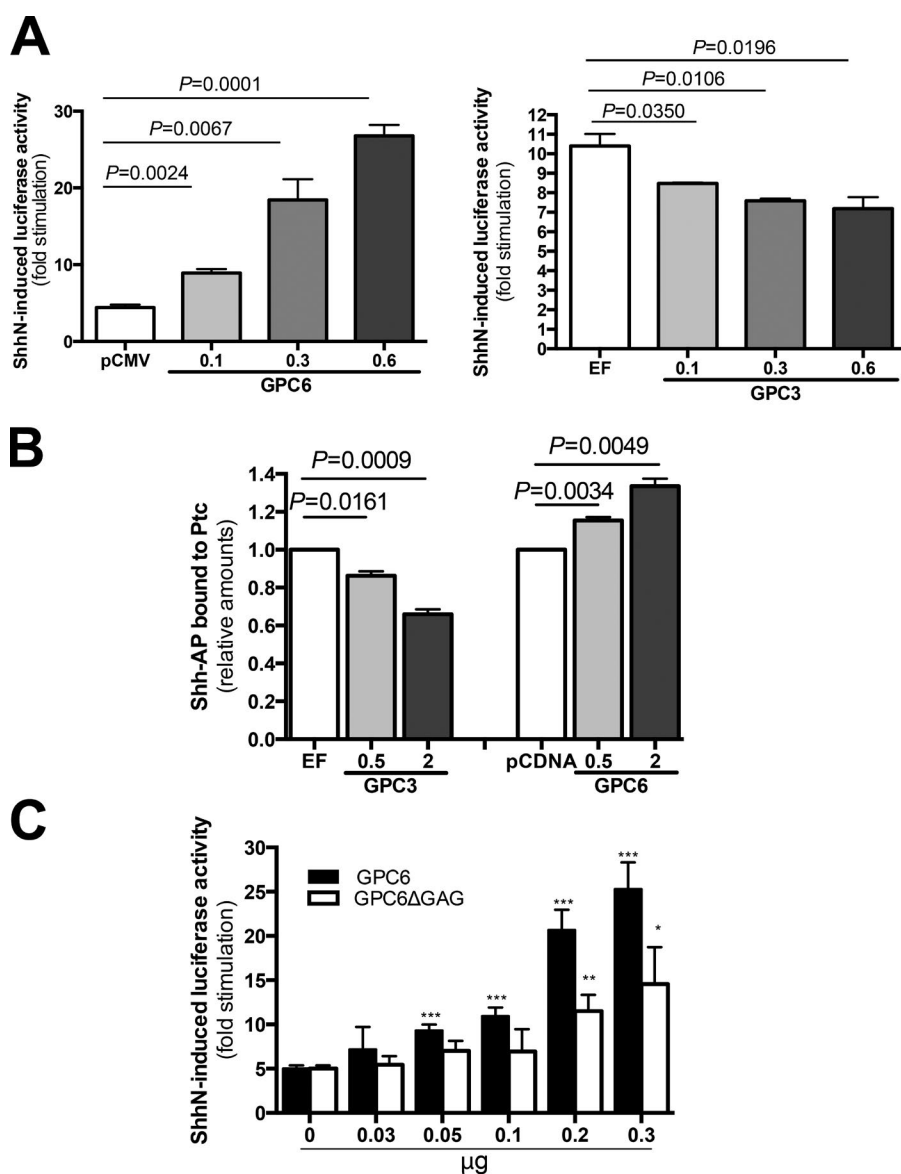 A
ShhN-induced luciferase activity
(fold stimulation)
30
20
10
0
P=0.0001
P=0.0067
P=0.0024
pCMV
0.1
0.3
0.6
GPC6
ShhN-induced luciferase activity
(fold stimulation)
11
10
9
8
7
6
5
4
3
2
1
0
P=0.0196
P=0.0106
P=0.0350
EF
0.1
0.3
0.6
GPC3
B
Shh-AP bound to Ptc
(relative amounts)
1.4
1.2
1.0
0.8
0.6
0.4
0.2
0.0
P=0.0009
P=0.0161
P=0.0049
P=0.0034
EF
0.5
2
GPC3
pCDNA
0.5
2
GPC6
C
ShhN-induced luciferase activity
(fold stimulation)
30
25
20
15
10
5
0
GPC6
GPC6ΔGAG
***
***
***
**
***
*
0
0.03
0.05
0.1
0.2
0.3
µg